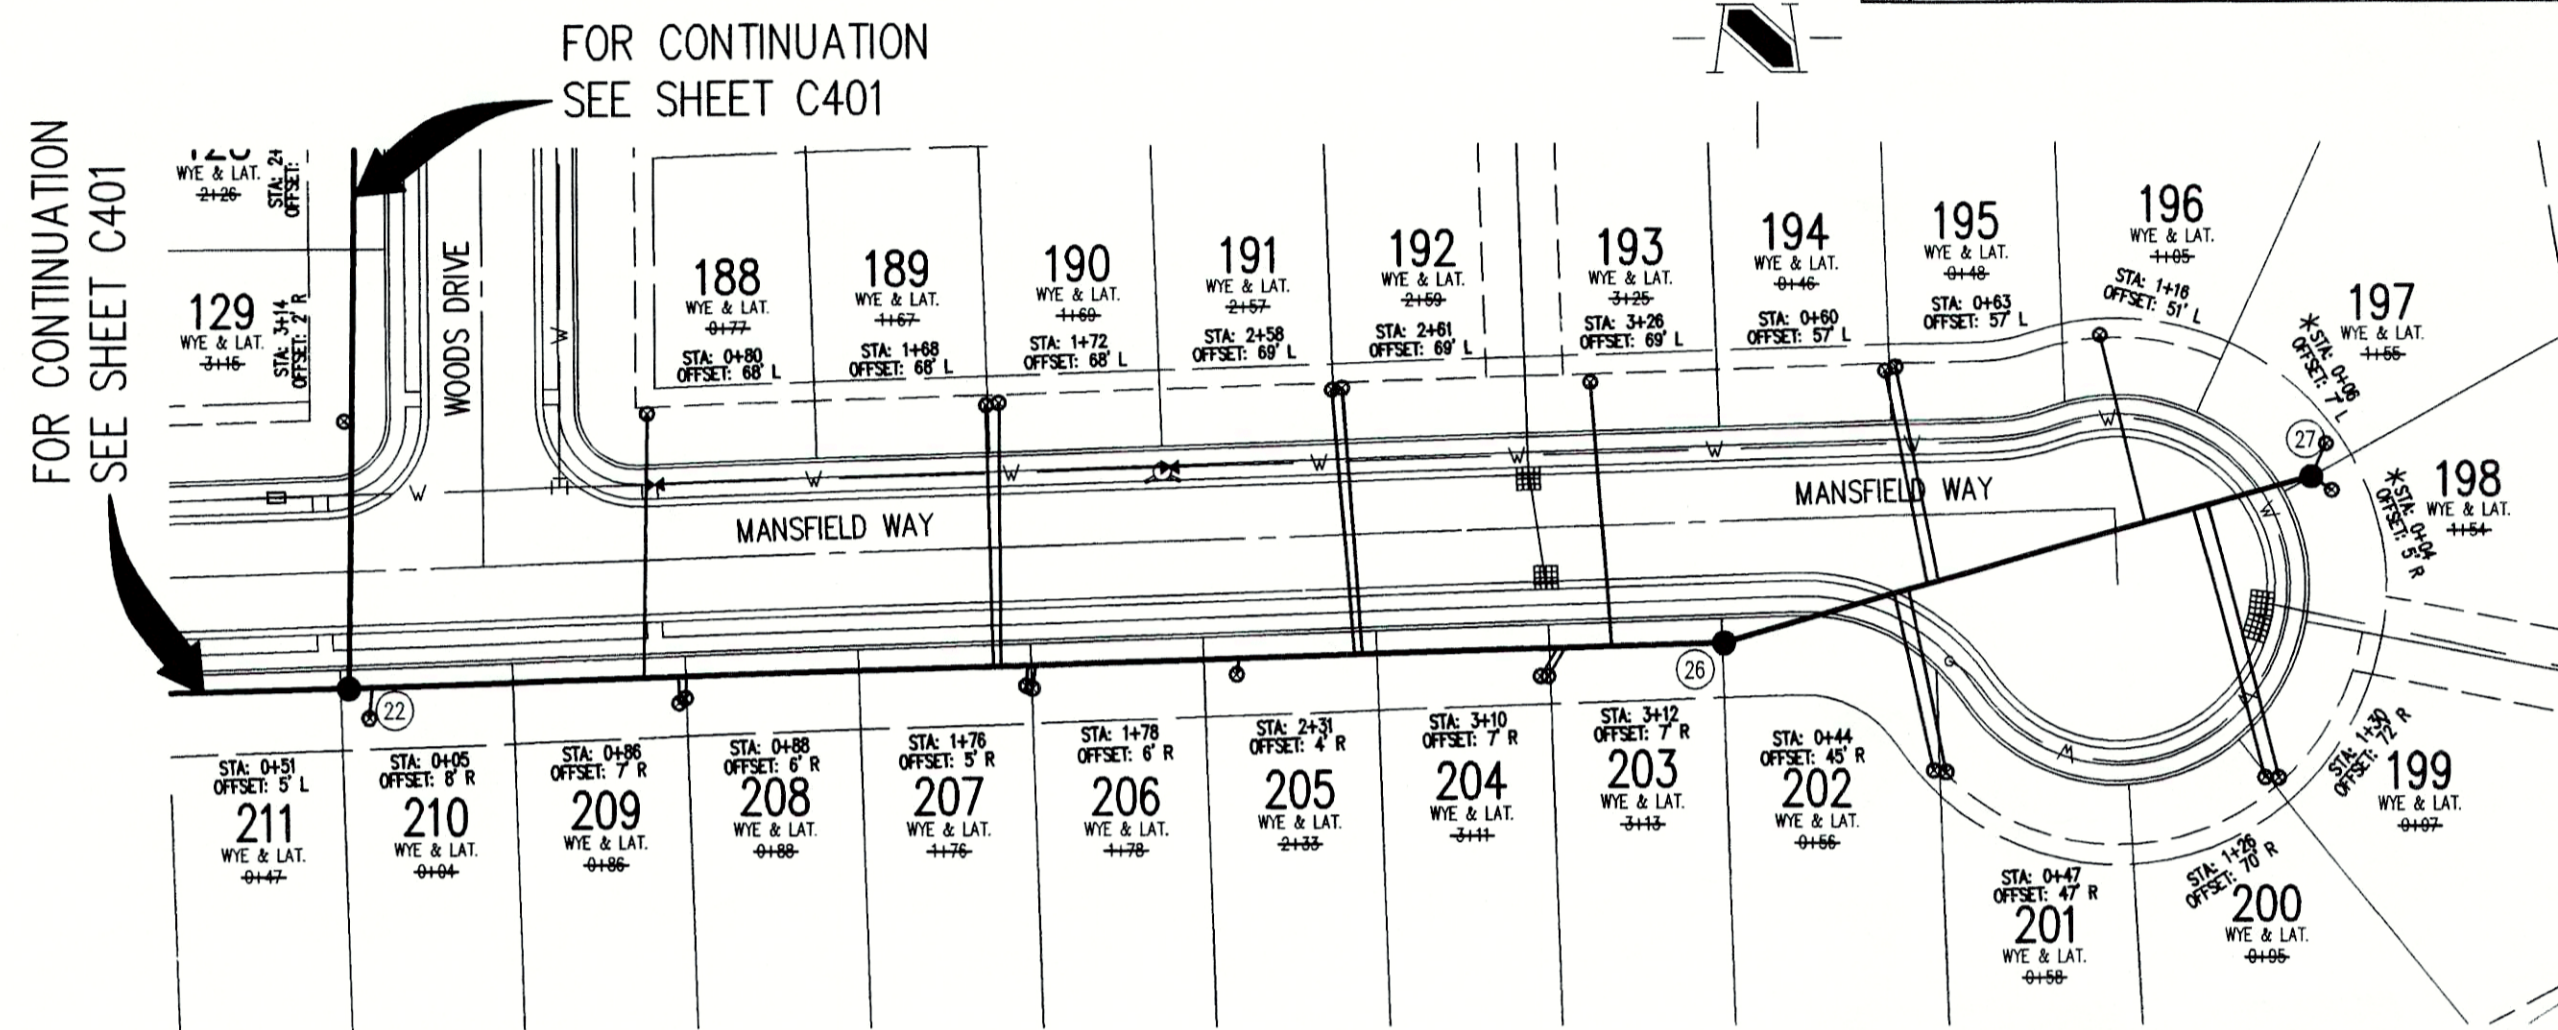 FOR CONTINUATION
SEE SHEET C401
N
FOR CONTINUATION
SEE SHEET C401
WYE & LAT.
2+26
STA: 2+
OFFSET:
129
WYE & LAT.
3+15
STA: 3+14
OFFSET: 2' R
WOODS DRIVE
188
WYE & LAT.
0+77
STA: 0+80
OFFSET: 68' L
189
WYE & LAT.
1+67
STA: 1+68
OFFSET: 68' L
190
WYE & LAT.
1+69
STA: 1+72
OFFSET: 68' L
191
WYE & LAT.
2+57
STA: 2+58
OFFSET: 69' L
192
WYE & LAT.
2+59
STA: 2+61
OFFSET: 69' L
193
WYE & LAT.
3+25
STA: 3+26
OFFSET: 69' L
194
WYE & LAT.
0+46
STA: 0+60
OFFSET: 57' L
195
WYE & LAT.
0+48
STA: 0+63
OFFSET: 57' L
196
WYE & LAT.
1+05
STA: 1+16
OFFSET: 51' L
197
WYE & LAT.
1+55
*STA: 0+06
OFFSET: 7' L
27
198
WYE & LAT.
1+54
*STA: 0+04
OFFSET: 5' R
W
W
W
W
W
W
W
W
W
W
W
MANSFIELD WAY
MANSFIELD WAY
G
22
26
STA: 0+51
OFFSET: 5' L
211
WYE & LAT.
0+47
STA: 0+05
OFFSET: 8' R
210
WYE & LAT.
0+04
STA: 0+86
OFFSET: 7' R
209
WYE & LAT.
0+86
STA: 0+88
OFFSET: 6' R
208
WYE & LAT.
0+88
STA: 1+76
OFFSET: 5' R
207
WYE & LAT.
1+76
STA: 1+78
OFFSET: 6' R
206
WYE & LAT.
1+78
STA: 2+31
OFFSET: 4' R
205
WYE & LAT.
2+33
STA: 3+10
OFFSET: 7' R
204
WYE & LAT.
3+11
STA: 3+12
OFFSET: 7' R
203
WYE & LAT.
3+13
STA: 0+44
OFFSET: 45' R
202
WYE & LAT.
0+56
STA: 0+47
OFFSET: 47' R
201
WYE & LAT.
0+58
STA: 1+26
OFFSET: 70' R
200
WYE & LAT.
0+95
STA: 1+30
OFFSET: 72' R
199
WYE & LAT.
0+97